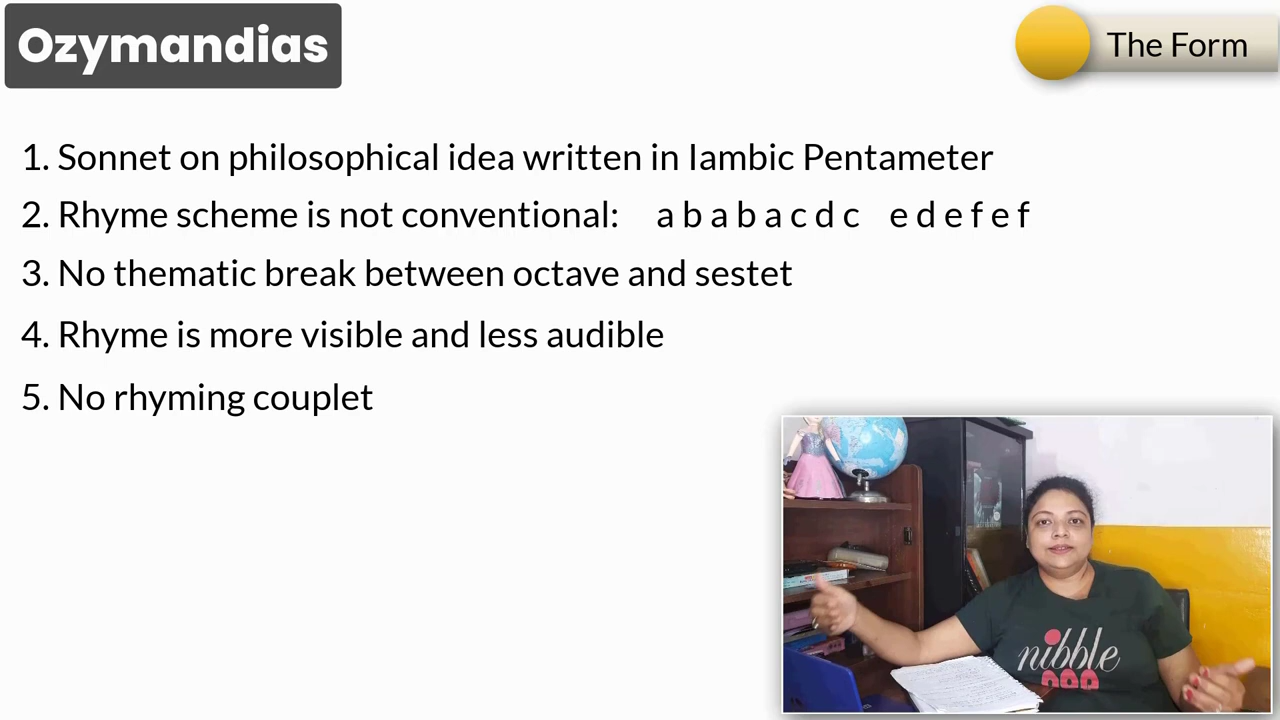 Ozymandias
The Form
1. Sonnet on philosophical idea written in Iambic Pentameter
2. Rhyme scheme is not conventional: a b a b a c d c e d e f e f
3. No thematic break between octave and sestet
4. Rhyme is more visible and less audible
5. No rhyming couplet
nibble